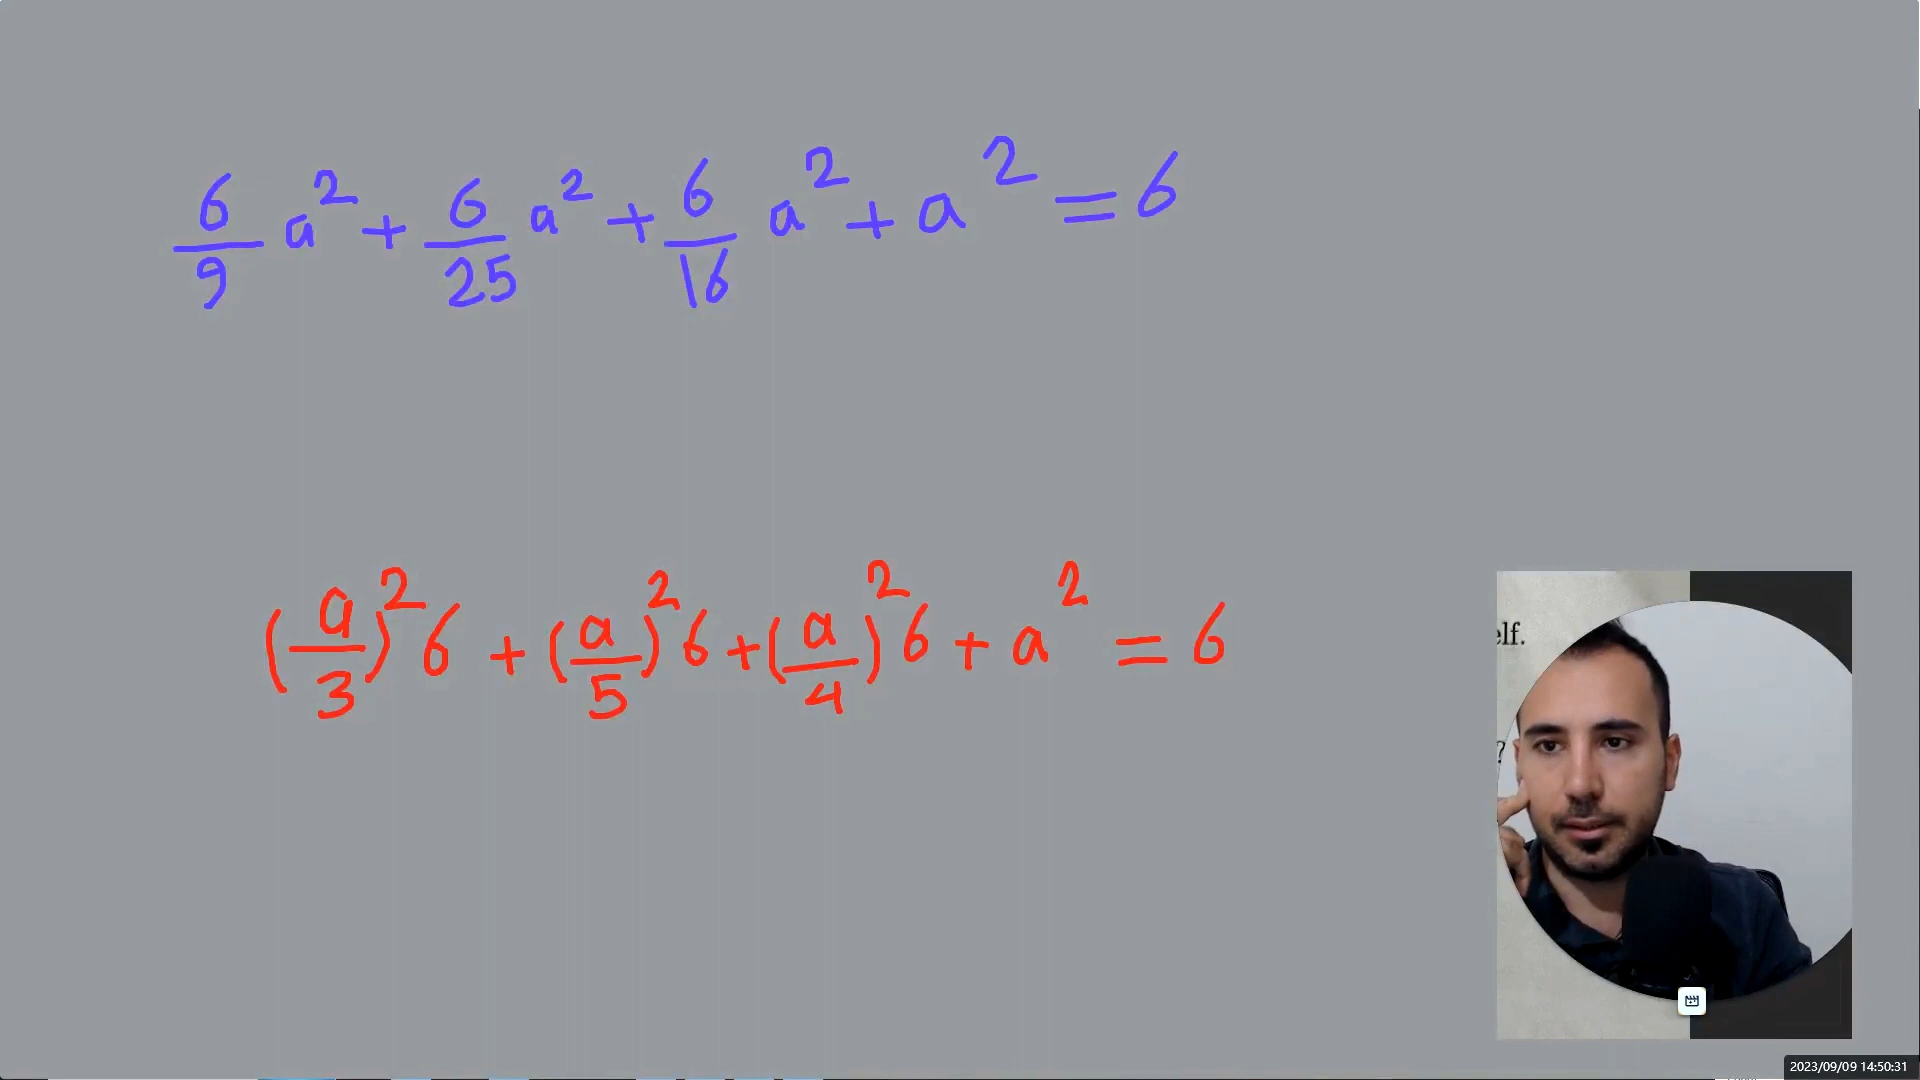 6/9 a² + 6/25 a² + 6/16 a² + a² = 6
(a/3)² 6 + (a/5)² 6 + (a/4)² 6 + a² = 6
elf.
?
2023/09/09 14:50:31